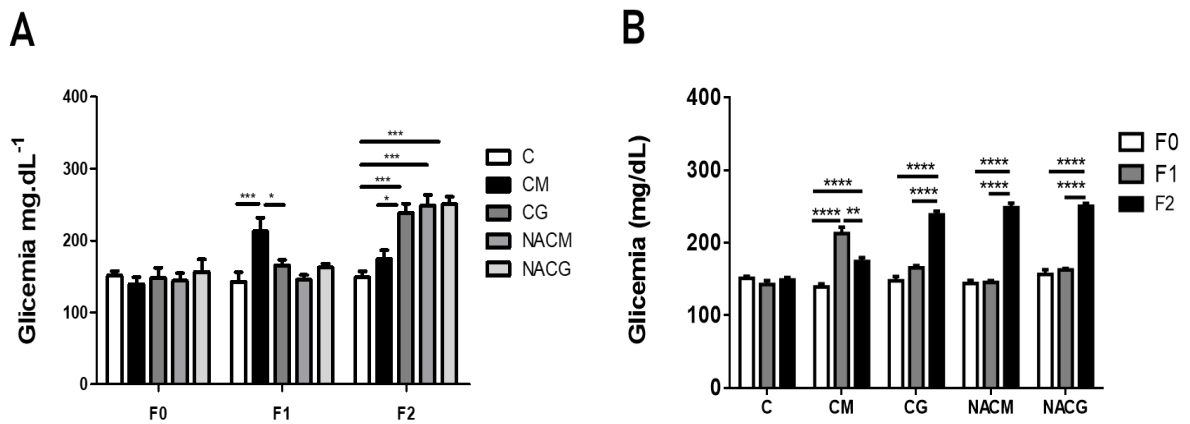 A
Glicemia mg.dL-1
400
300
200
100
0
F0
F1
F2
***
*
***
***
***
*
C
CM
CG
NACM
NACG
B
Glicemia (mg/dL)
400
300
200
100
0
C
CM
CG
NACM
NACG
****
**** **
****
****
****
****
****
****
F0
F1
F2